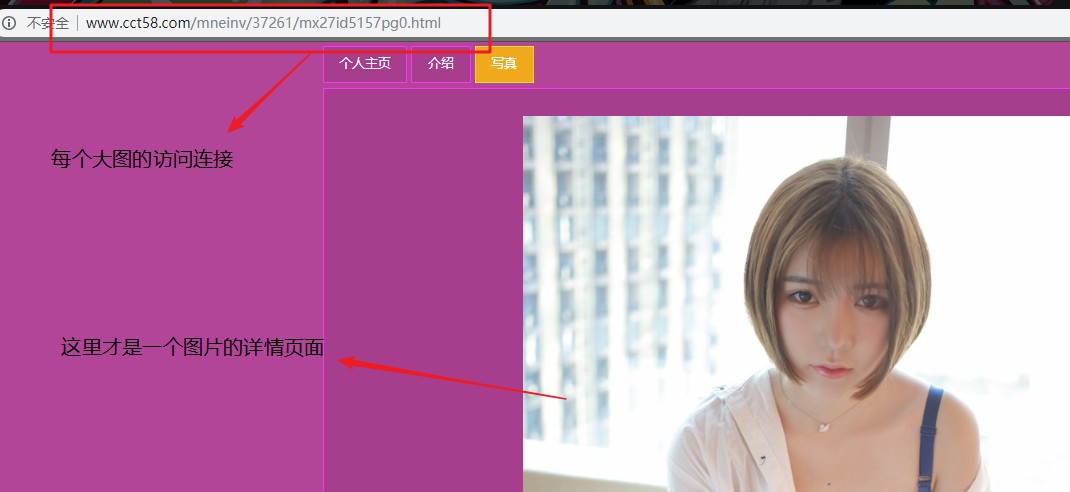 不安全 | www.cct58.com/mneinv/37261/mx27id5157pg0.html
个人主页 介绍 写真
每个大图的访问连接
这里才是一个图片的详情页面